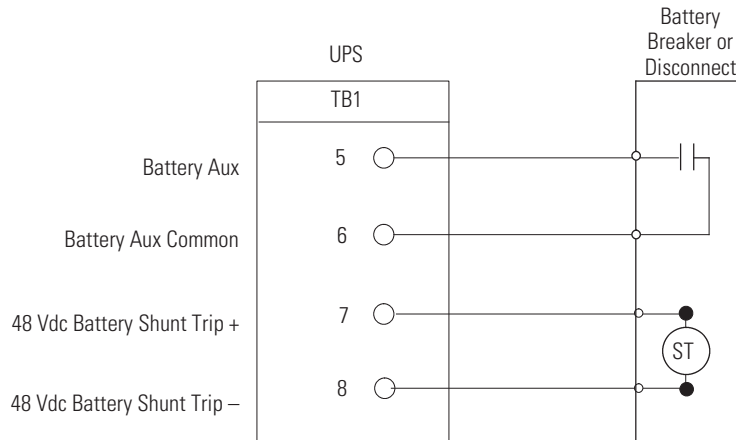 Battery
Breaker or
Disconnect
UPS
TB1
Battery Aux
5
Battery Aux Common
6
48 Vdc Battery Shunt Trip +
7
ST
48 Vdc Battery Shunt Trip –
8